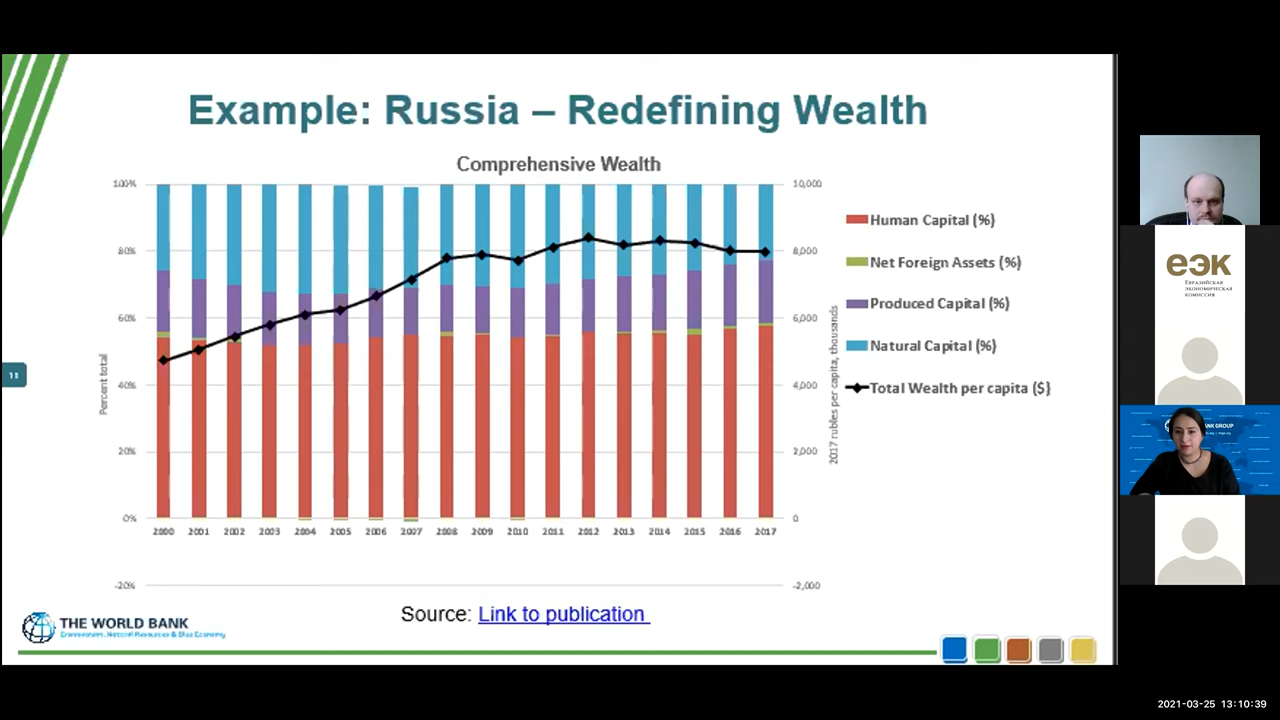 Example: Russia – Redefining Wealth
Comprehensive Wealth
100%
80%
60%
40%
20%
0%
-20%
Percent total
10,000
8,000
6,000
4,000
2,000
0
-2,000
2017 rubles per capita, thousands
2000 2001 2002 2003 2004 2005 2006 2007 2008 2009 2010 2011 2012 2013 2014 2015 2016 2017
Human Capital (%)
Net Foreign Assets (%)
Produced Capital (%)
Natural Capital (%)
Total Wealth per capita ($)
11
Source: Link to publication
THE WORLD BANK
Environment, Natural Resources & Blue Economy
еэк
Евразийская
экономическая
комиссия
BANK GROUP
2021-03-25 13:10:39